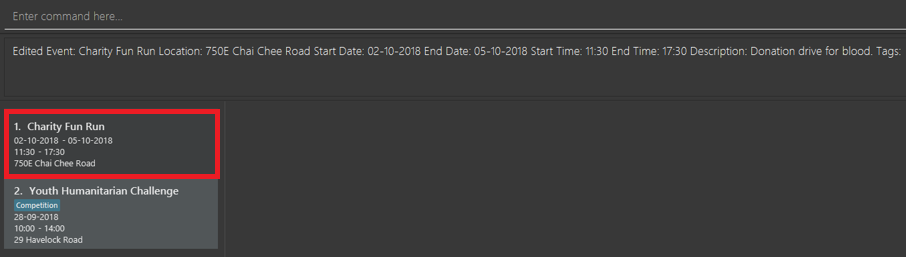 Enter command here...
Edited Event: Charity Fun Run Location: 750E Chai Chee Road Start Date: 02-10-2018 End Date: 05-10-2018 Start Time: 11:30 End Time: 17:30 Description: Donation drive for blood. Tags:
1. Charity Fun Run
02-10-2018 - 05-10-2018
11:30 - 17:30
750E Chai Chee Road
2. Youth Humanitarian Challenge
Competition
28-09-2018
10:00 - 14:00
29 Havelock Road